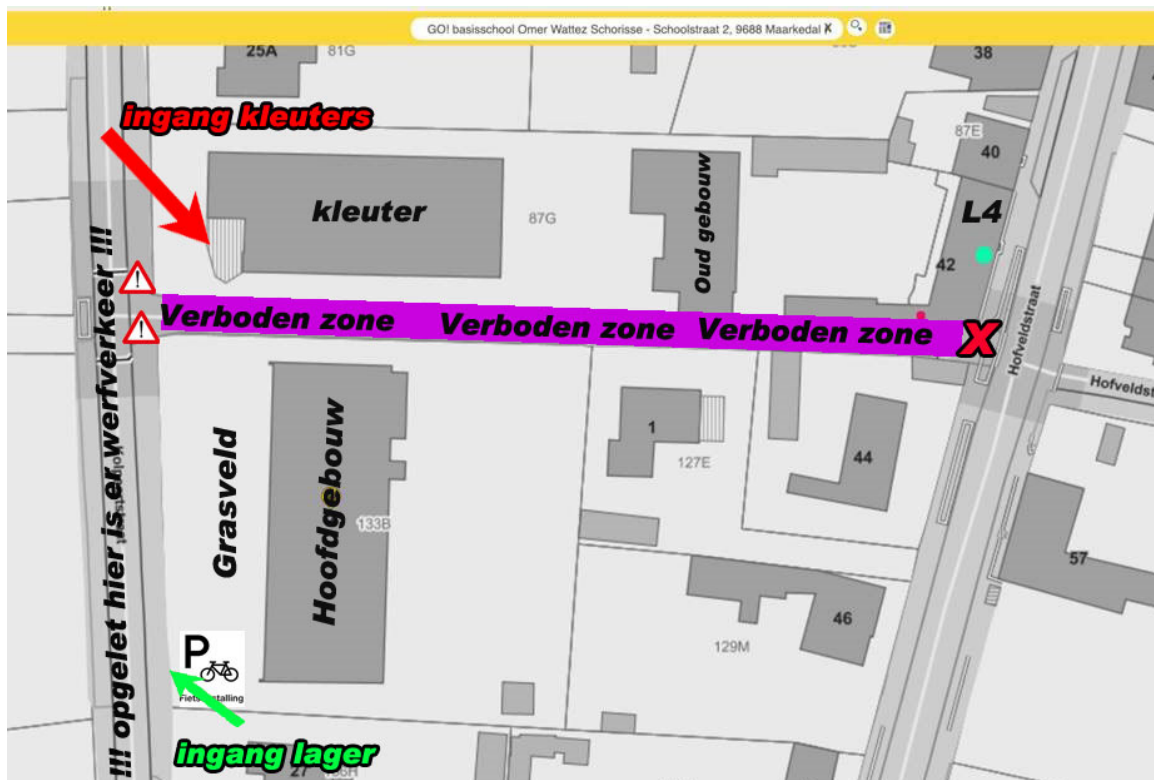 GO! basisschool Omer Wattez Schorisse - Schoolstraat 2, 9688 Maarkedal X
25A
81G
38
ingang kleuters
87E
40
kleuter
87G
Oud gebouw
L4
42
!!! opgelet hier is er werfverkeer !!!
!
!
Verboden zone Verboden zone Verboden zone
X
Hofveldstraat
Hofveldst
Grasveld
Hoofdgebouw
133B
1
127E
44
57
46
129M
P
ingang lager
27